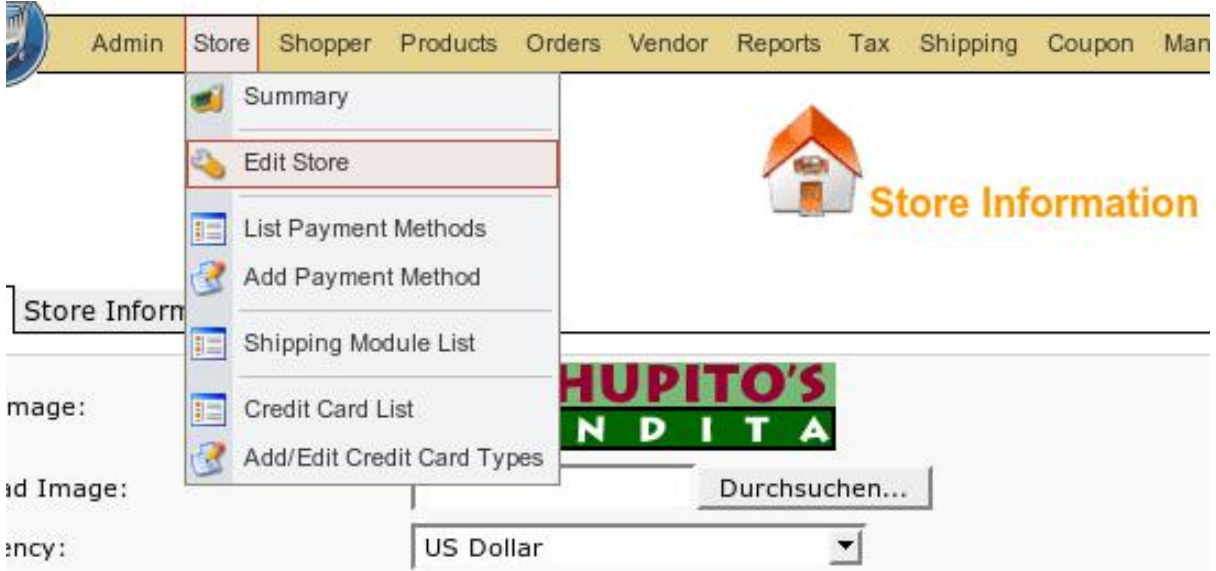 Admin Store Shopper Products Orders Vendor Reports Tax Shipping Coupon Man
Summary
Edit Store
Store Information
List Payment Methods
Add Payment Method
Store Inform
Shipping Module List
HUPITO'S
mage:
Credit Card List
N D I T A
Add/Edit Credit Card Types
ad Image:
Durchsuchen...
ency:
US Dollar